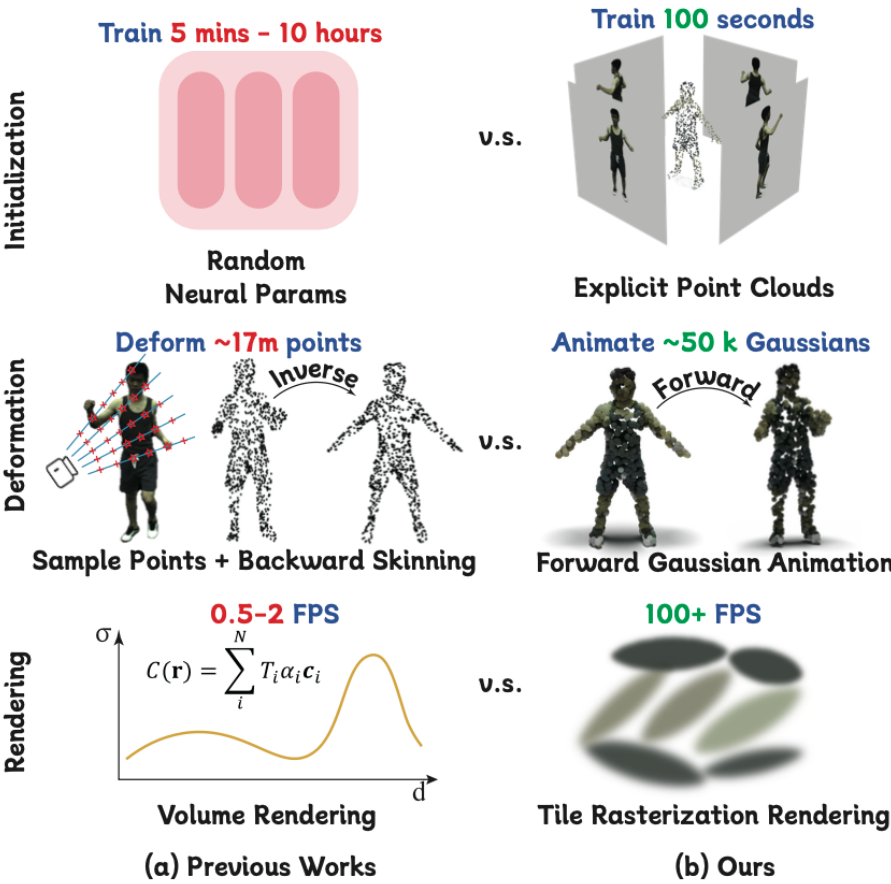 Train 5 mins - 10 hours
Train 100 seconds
Initialization
v.s.
Random
Neural Params
Explicit Point Clouds
Deform ~17m points
Animate ~50 k Gaussians
Deformation
Inverse
v.s.
Forward
Sample Points + Backward Skinning
Forward Gaussian Animation
0.5-2 FPS
100+ FPS
Rendering
σ
C(r) = ∑_i^N T_i α_i c_i
v.s.
d
Volume Rendering
Tile Rasterization Rendering
(a) Previous Works
(b) Ours